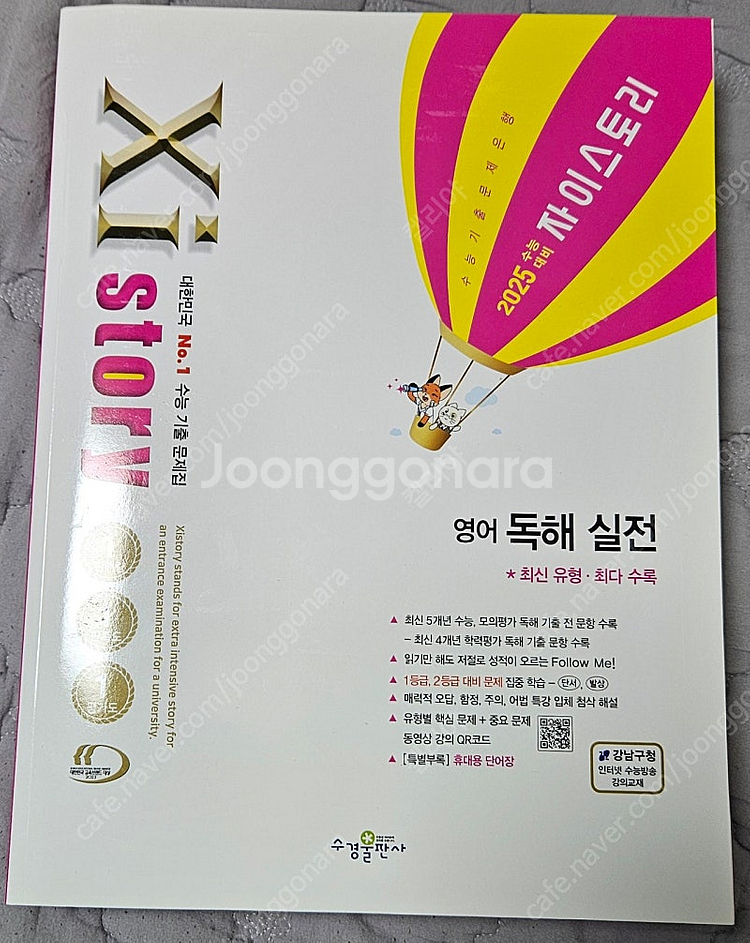 Xi
story
대한민국 No.1 수능 기출 문제집
Xistory stands for extra intensive story for
an entrance examination for a university.
수능 기출 문제 은행
2025 수능 대비 자이스토리
영어 독해 실전
* 최신 유형·최다 수록
▲ 최신 5개년 수능, 모의평가 독해 기출 전 문항 수록
– 최신 4개년 학력평가 독해 기출 문항 수록
▲ 읽기만 해도 저절로 성적이 오르는 Follow Me!
▲ 1등급, 2등급 대비 문제 집중 학습 – 단서, 발상
▲ 매력적 오답, 함정, 주의, 어법 특강 입체 첨삭 해설
▲ 유형별 핵심 문제 + 중요 문제
동영상 강의 QR코드
▲ [특별부록] 휴대용 단어장
강남구청
인터넷 수능방송
강의교재
수경출판사
Joonggonara
cafe.naver.com/joonggonara